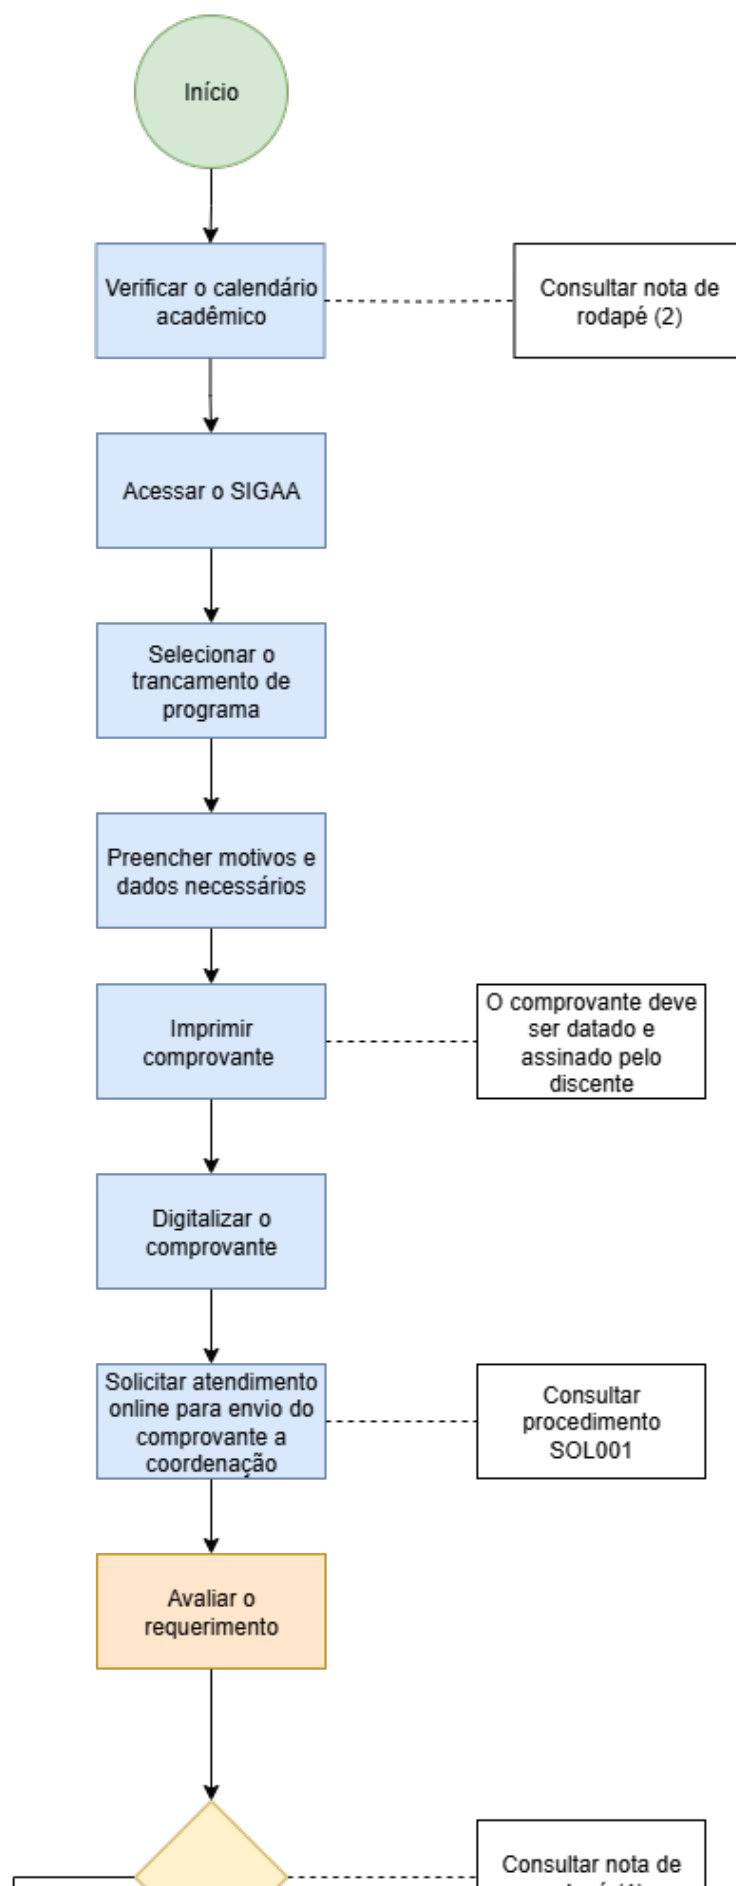 Início
Verificar o calendário
acadêmico
Consultar nota de
rodapé (2)
Acessar o SIGAA
Selecionar o
trancamento de
programa
Preencher motivos e
dados necessários
Imprimir
comprovante
O comprovante deve
ser datado e
assinado pelo
discente
Digitalizar o
comprovante
Solicitar atendimento
online para envio do
comprovante a
coordenação
Consultar
procedimento
SOL001
Avaliar o
requerimento
Consultar nota de